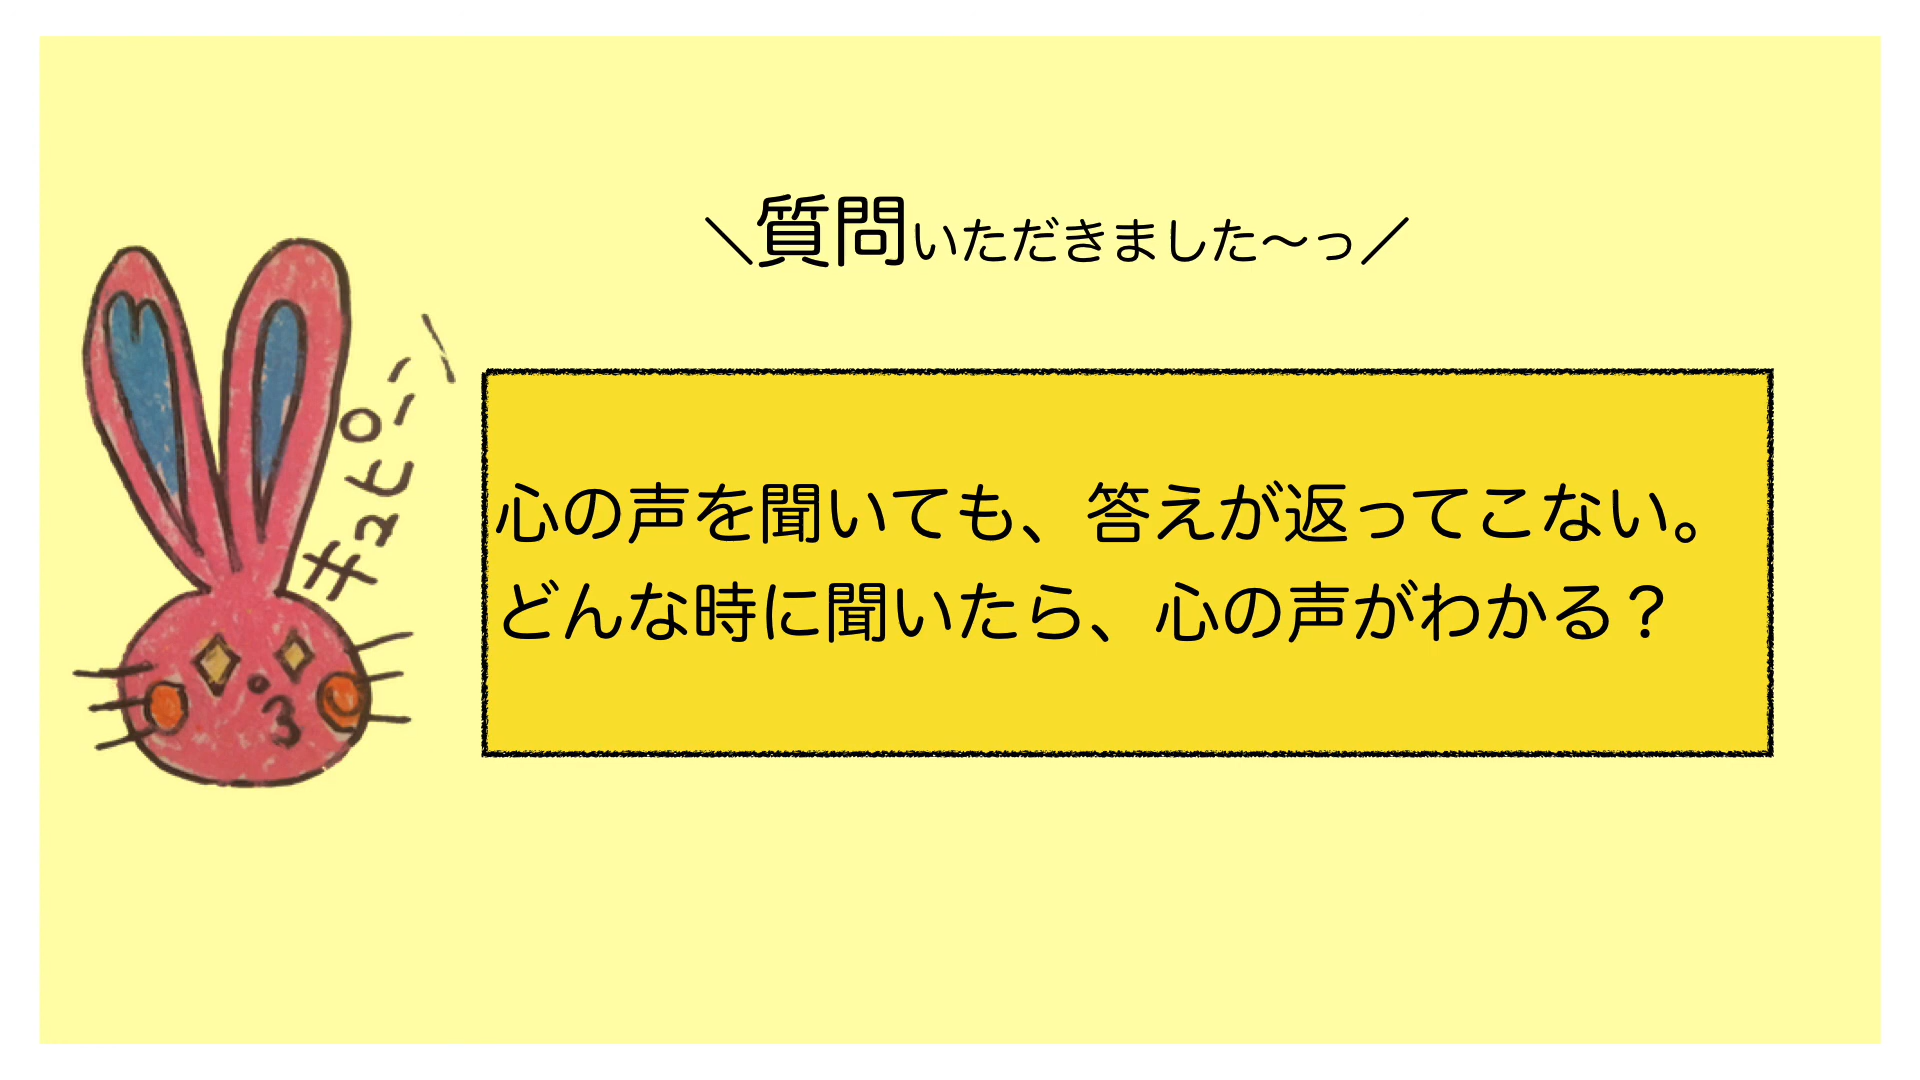 ＼質問いただきました〜っ／
キュピーン
心の声を聞いても、答えが返ってこない。
どんな時に聞いたら、心の声がわかる？